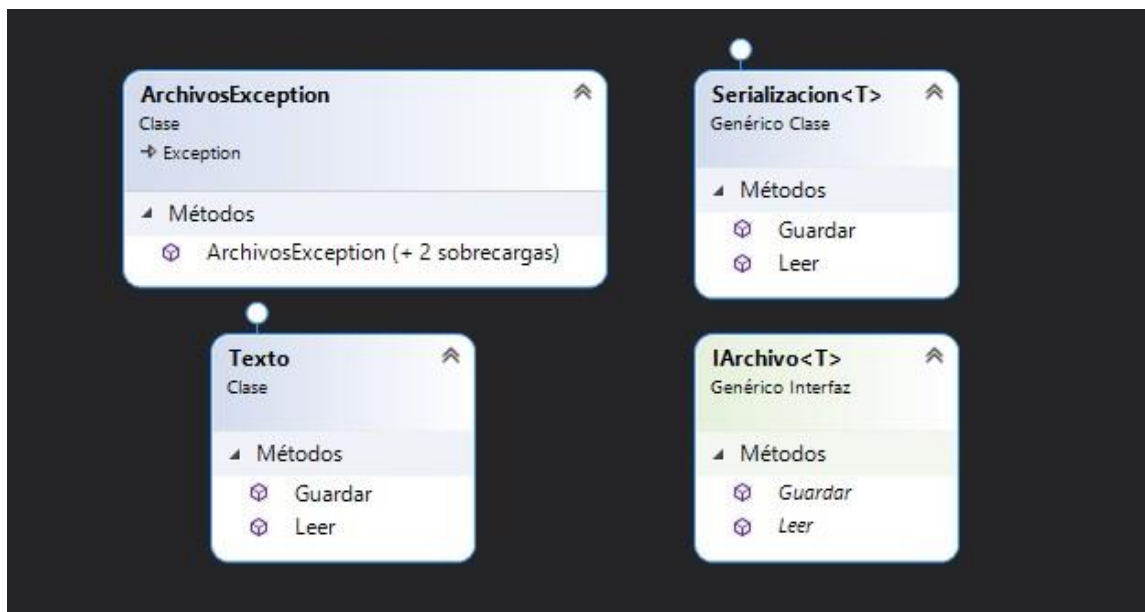 ArchivosException
Clase
Exception
Métodos
ArchivosException (+ 2 sobrecargas)
Serializacion<T>
Genérico Clase
Métodos
Guardar
Leer
Texto
Clase
Métodos
Guardar
Leer
IArchivo<T>
Genérico Interfaz
Métodos
Guardar
Leer